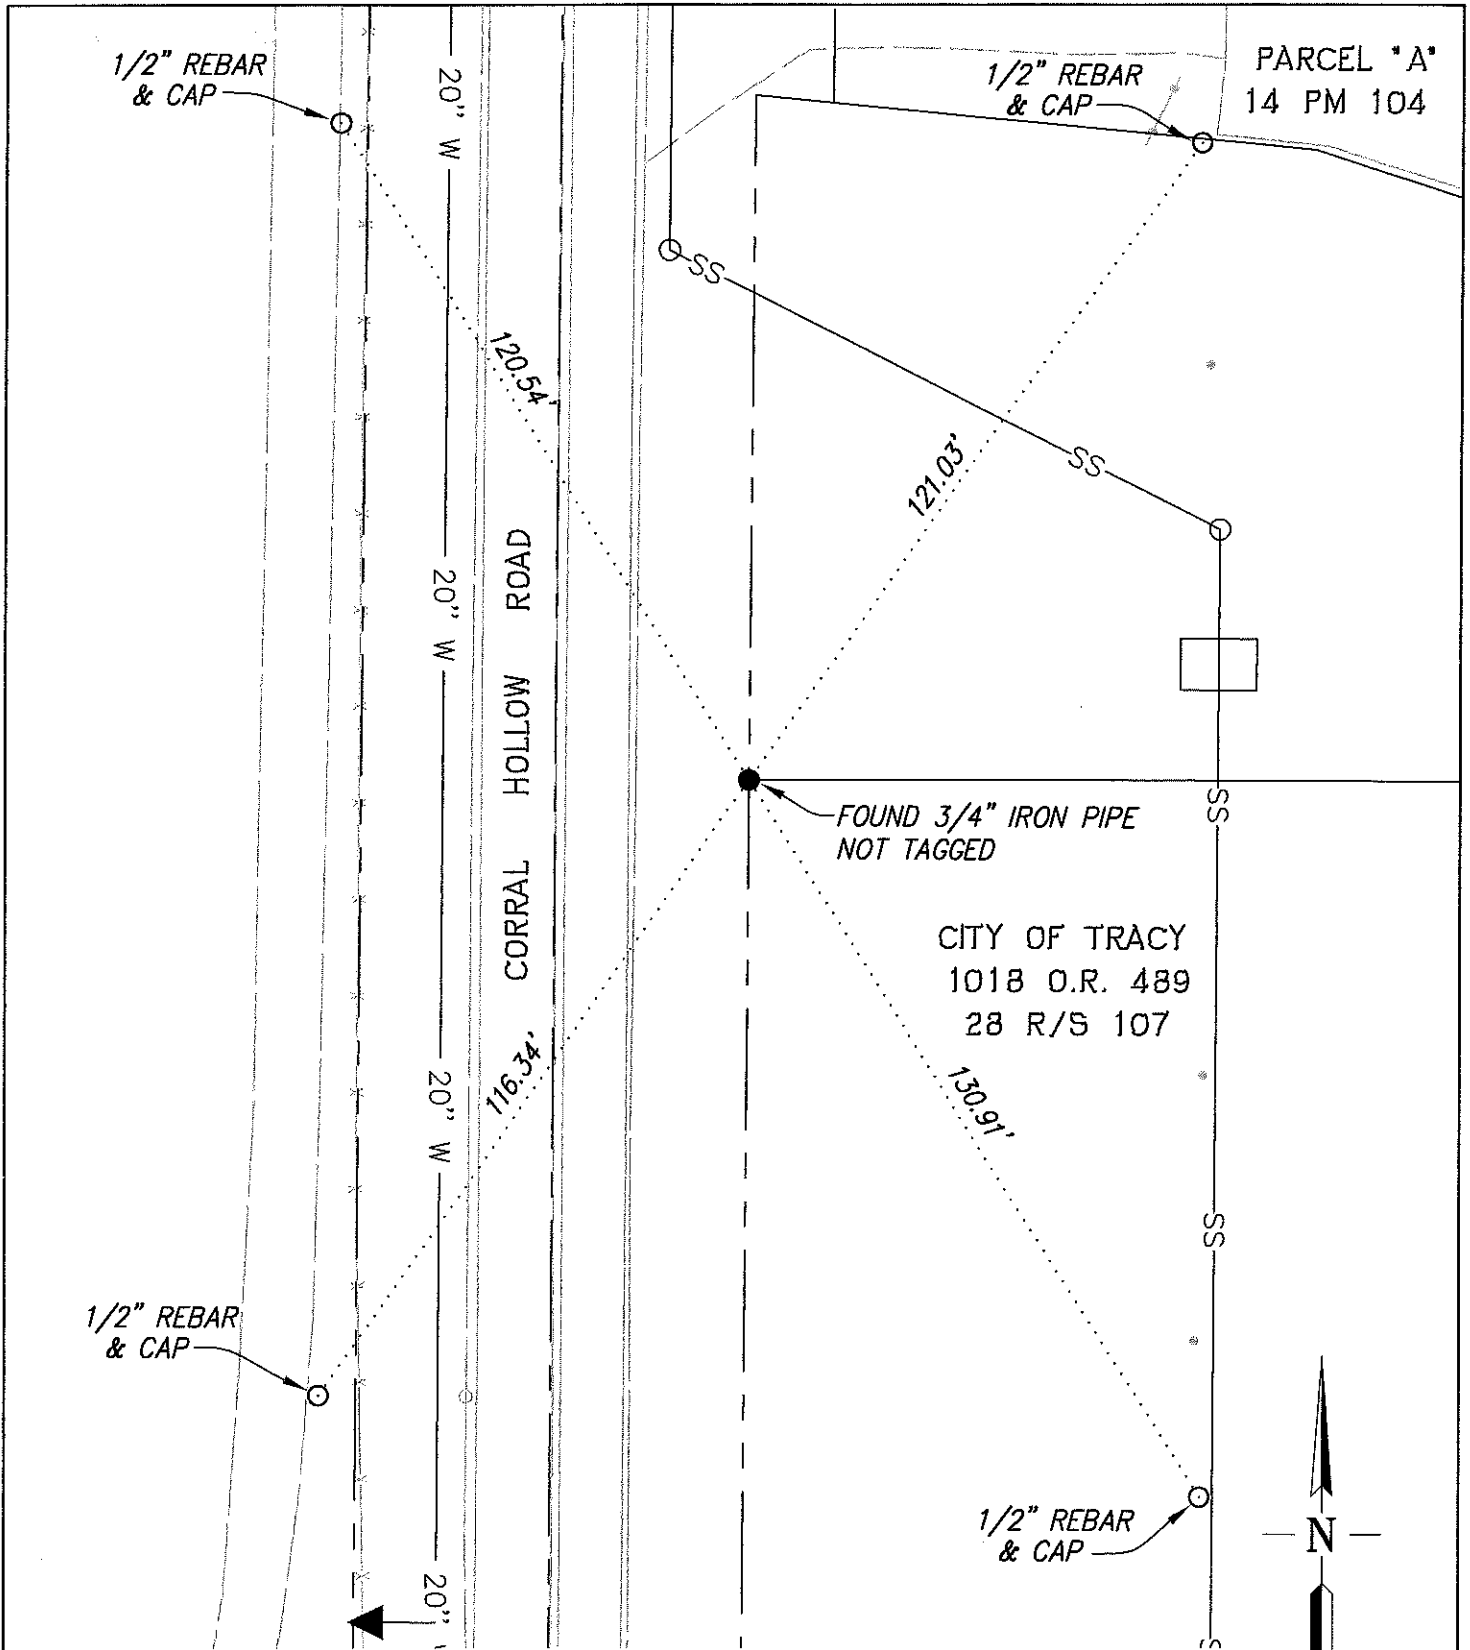 1/2" REBAR
& CAP
20" W
1/2" REBAR
& CAP
PARCEL "A"
14 PM 104
SS
120.54'
121.03'
SS
20" W
CORRAL HOLLOW ROAD
SS
FOUND 3/4" IRON PIPE
NOT TAGGED
CITY OF TRACY
1018 O.R. 489
28 R/S 107
116.34'
130.91'
20" W
SS
1/2" REBAR
& CAP
1/2" REBAR
& CAP
N
20"